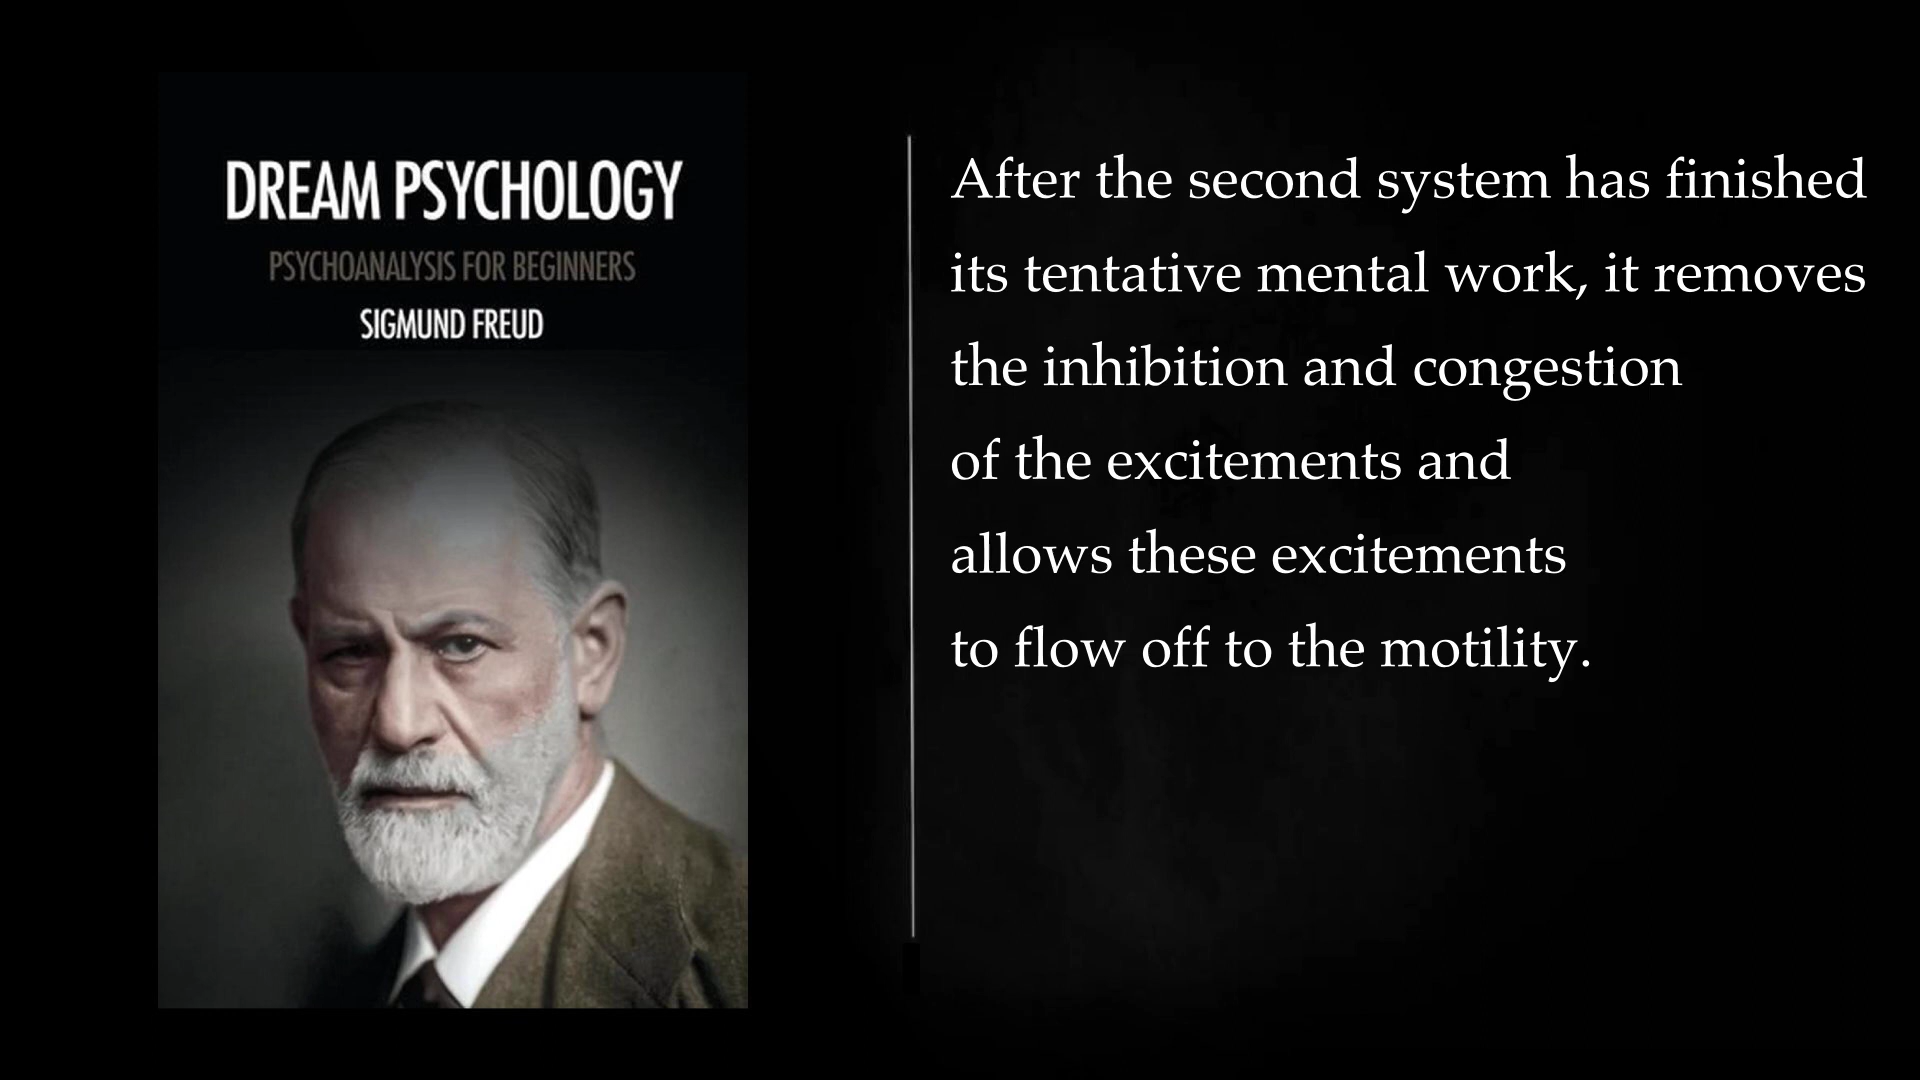 DREAM PSYCHOLOGY
PSYCHOANALYSIS FOR BEGINNERS
SIGMUND FREUD
After the second system has finished
its tentative mental work, it removes
the inhibition and congestion
of the excitements and
allows these excitements
to flow off to the motility.